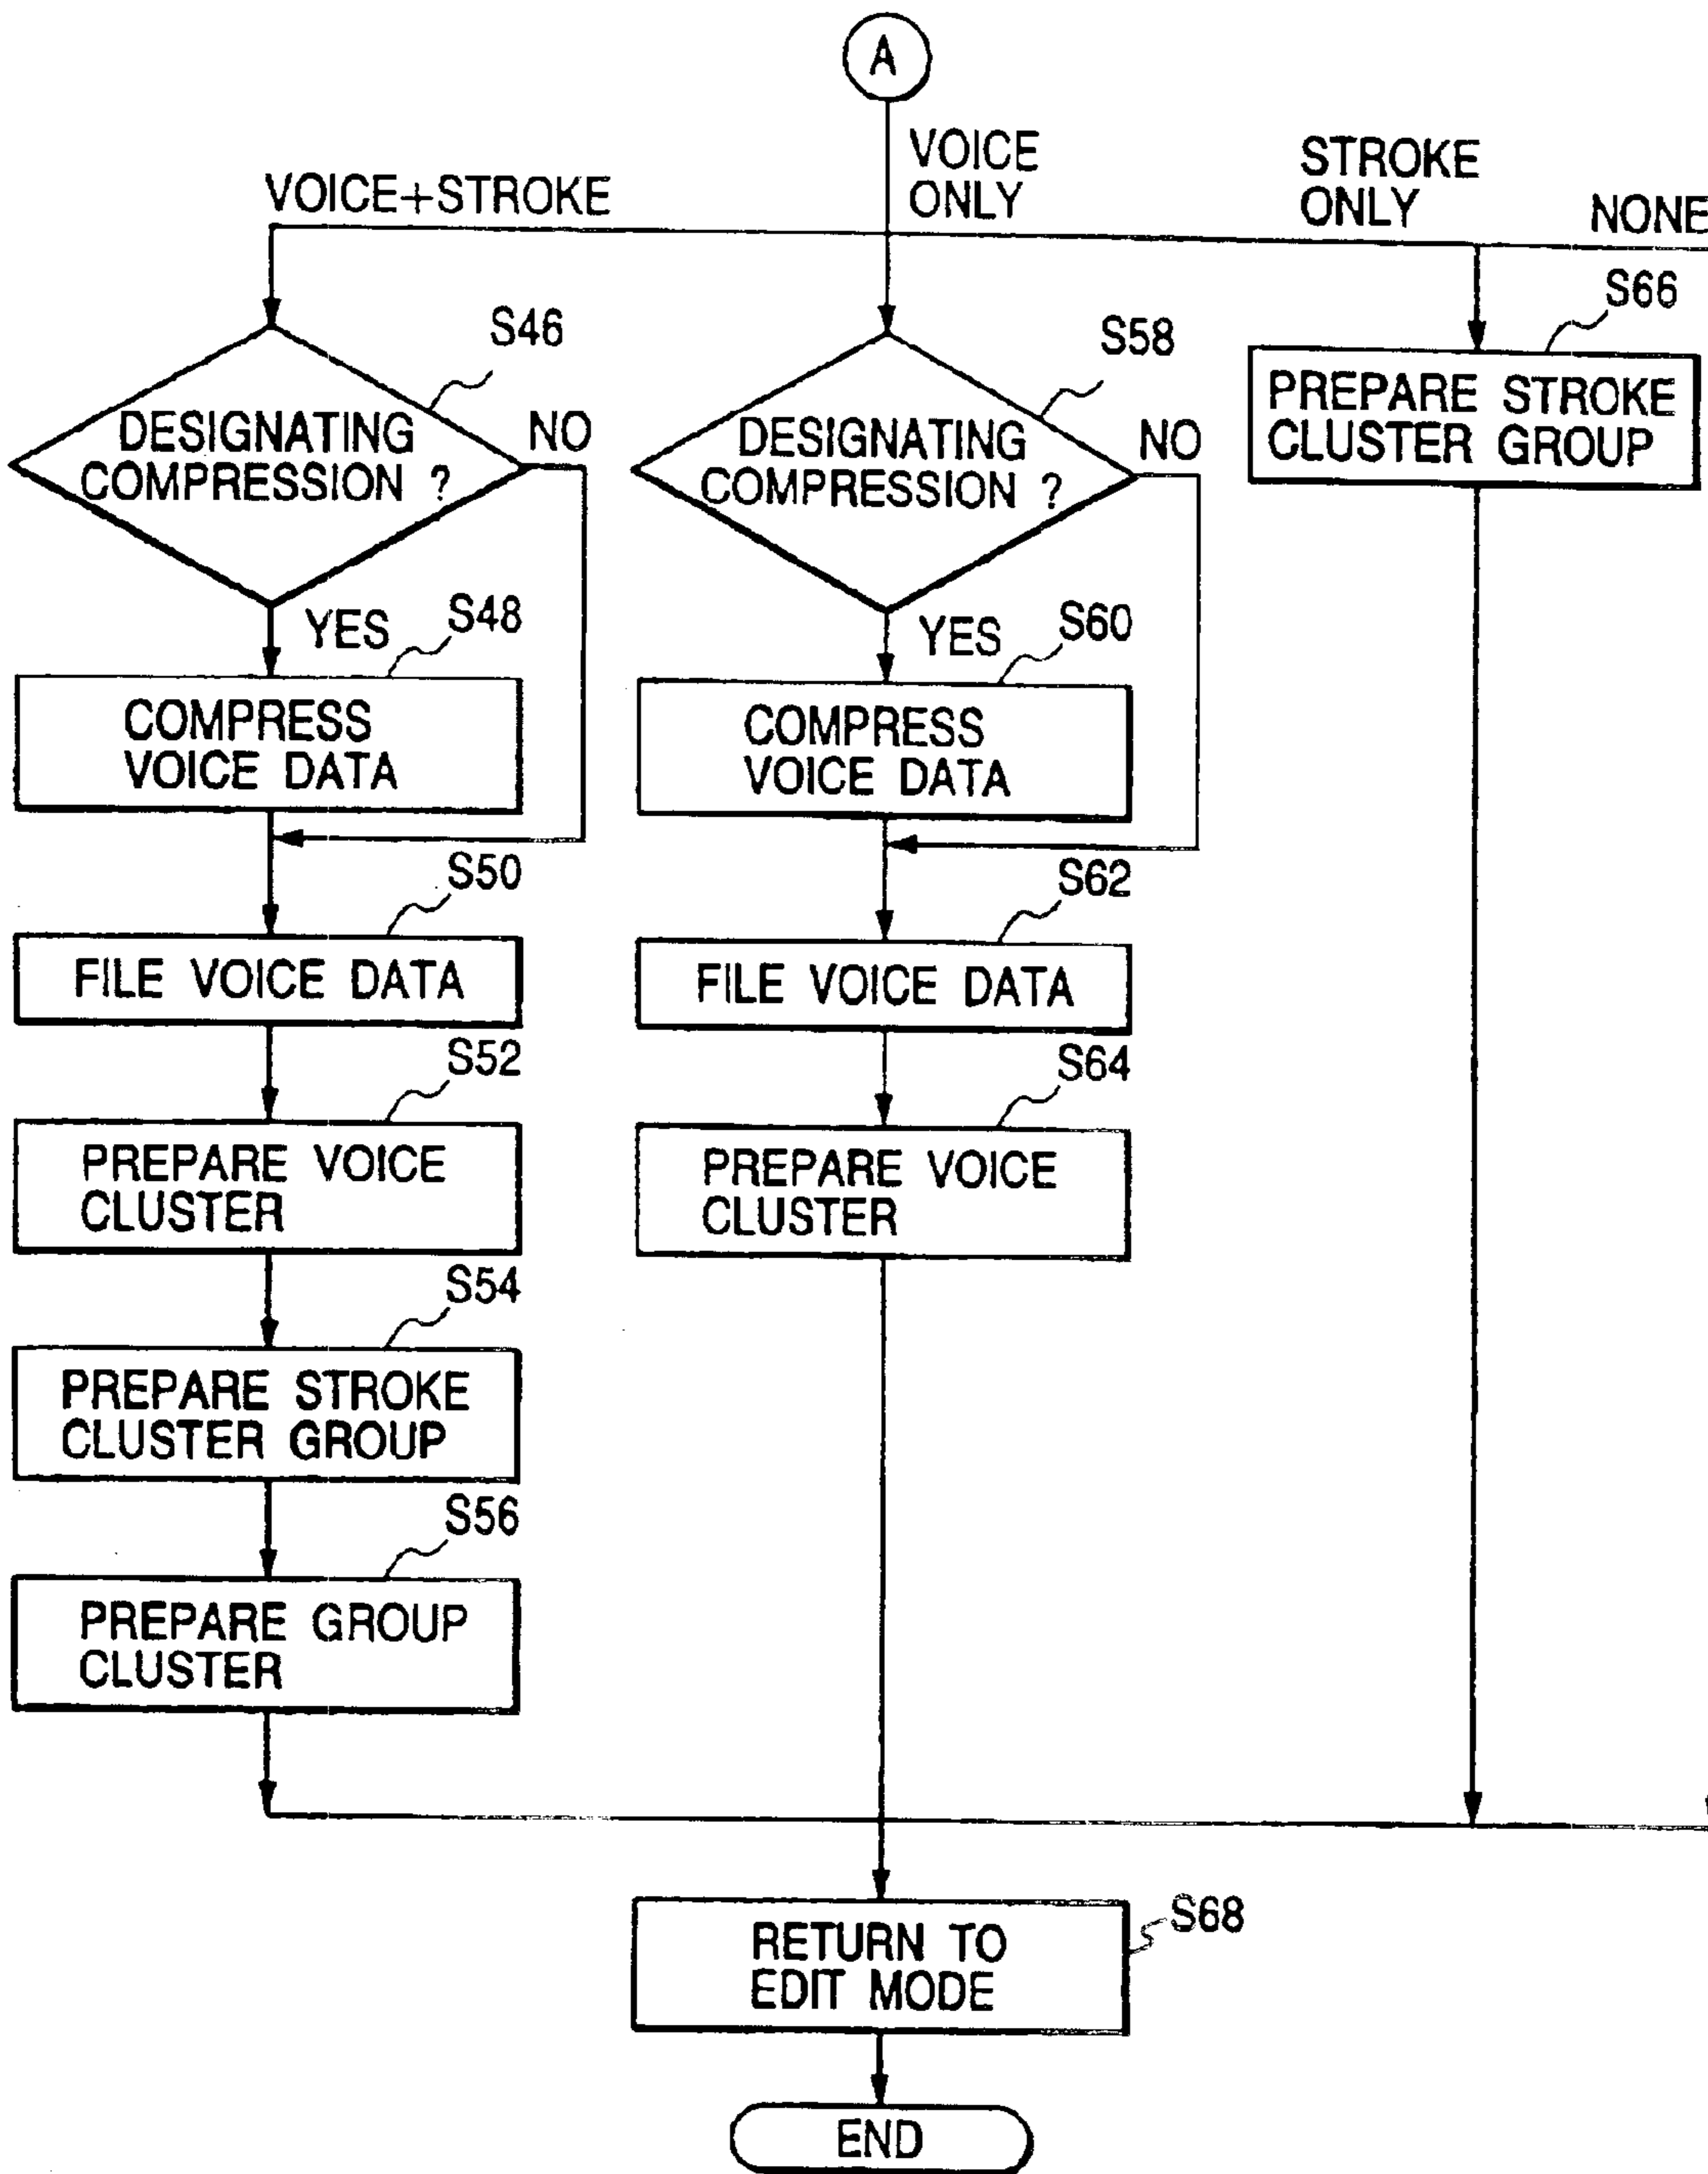 A
VOICE
ONLY
STROKE
ONLY
VOICE+STROKE
NONE
S46
S58
S66
DESIGNATING
COMPRESSION ?
NO
DESIGNATING
COMPRESSION ?
NO
PREPARE STROKE
CLUSTER GROUP
YES
S48
YES
S60
COMPRESS
VOICE DATA
COMPRESS
VOICE DATA
S50
S62
FILE VOICE DATA
FILE VOICE DATA
S52
S64
PREPARE VOICE
CLUSTER
PREPARE VOICE
CLUSTER
S54
PREPARE STROKE
CLUSTER GROUP
S56
PREPARE GROUP
CLUSTER
S68
RETURN TO
EDIT MODE
END